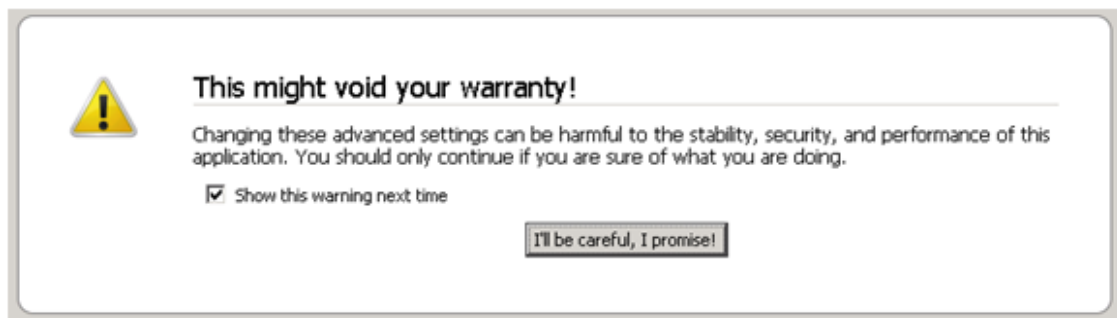 This might void your warranty!
Changing these advanced settings can be harmful to the stability, security, and performance of this
application. You should only continue if you are sure of what you are doing.
Show this warning next time
I'll be careful, I promise!